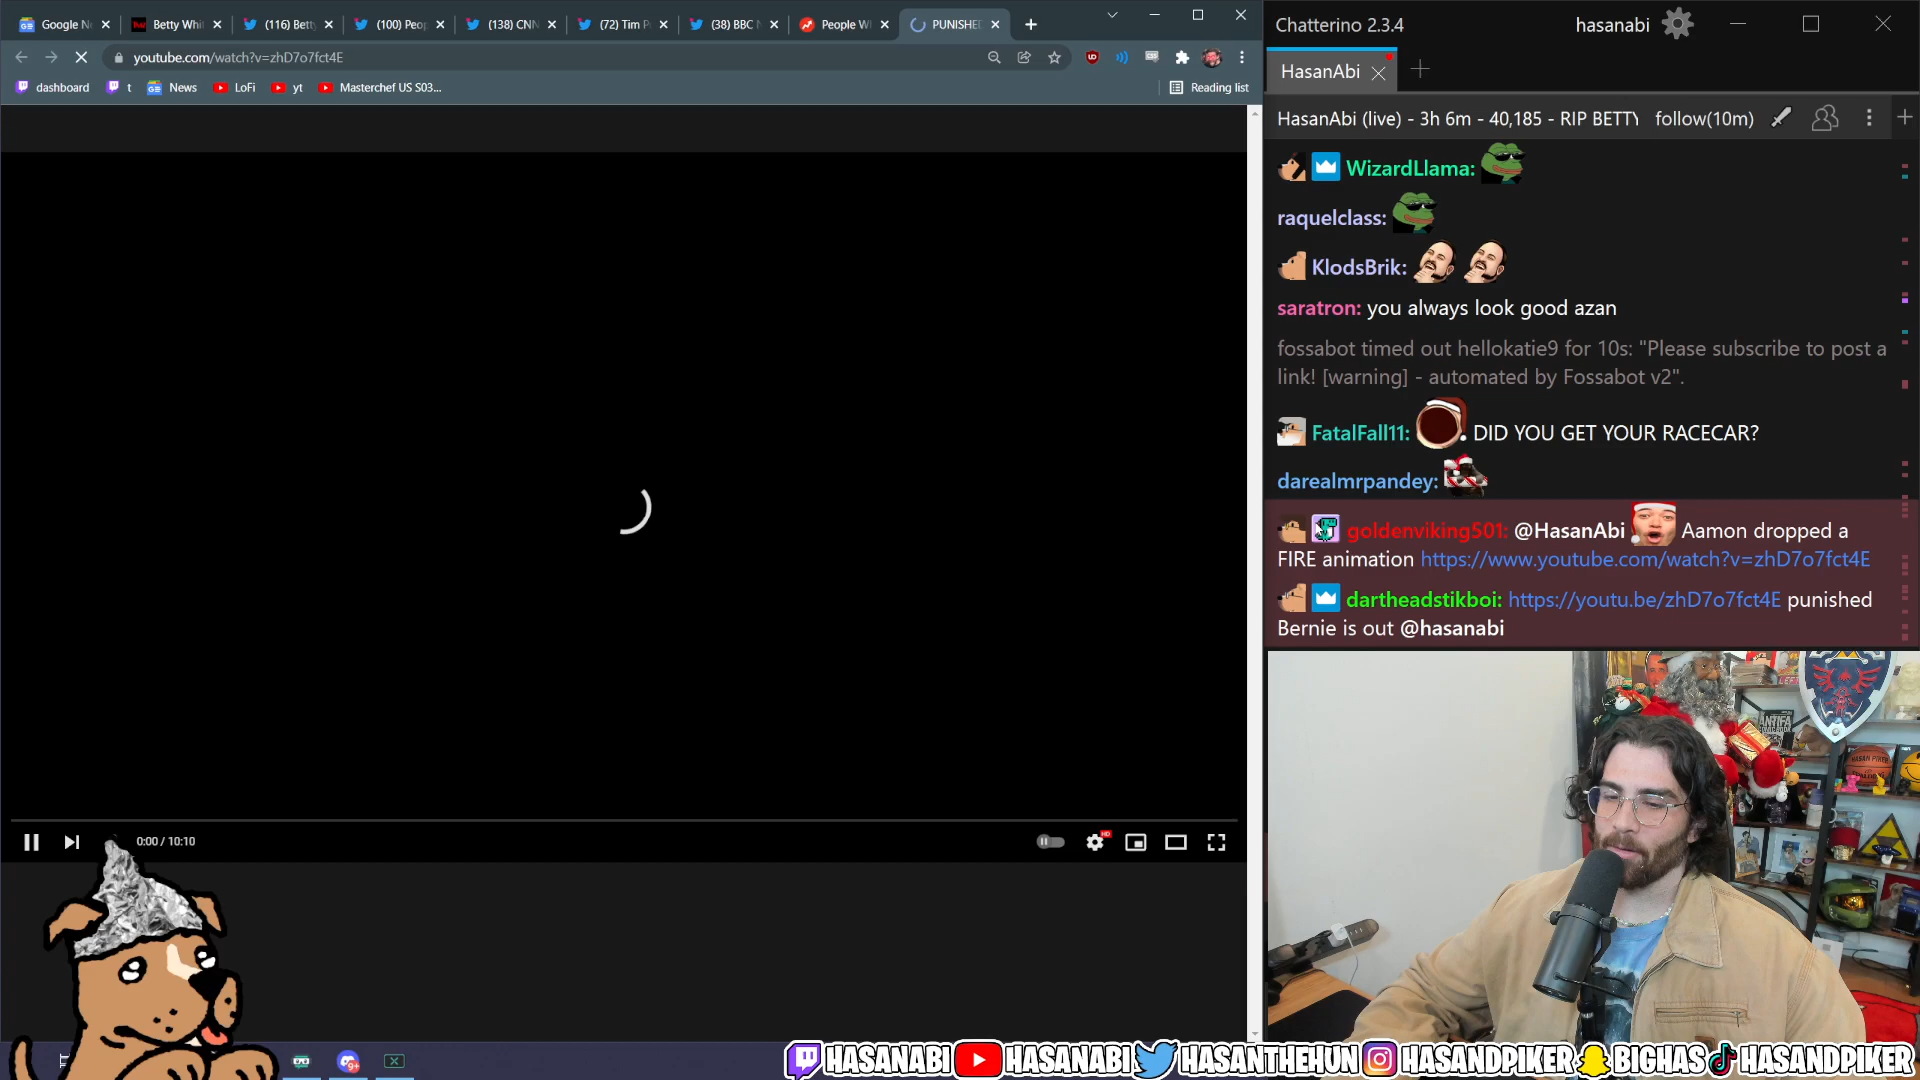 Google N
Betty Whi
(116) Bett
(100) Peop
(138) CNN
(72) Tim P
(38) BBC N
People W
PUNISHED
youtube.com/watch?v=zhD7o7fct4E
dashboard
t
News
LoFi
yt
Masterchef US S03...
Reading list
0:00 / 10:10
HD
Chatterino 2.3.4
hasanabi
HasanAbi
HasanAbi (live) - 3h 6m - 40,185 - RIP BETTY
follow(10m)
WizardLlama:
raquelclass:
KlodsBrik:
saratron: you always look good azan
fossabot timed out hellokatie9 for 10s: "Please subscribe to post a
link! [warning] - automated by Fossabot v2".
FatalFall11: DID YOU GET YOUR RACECAR?
darealmrpandey:
goldenviking501: @HasanAbi Aamon dropped a
FIRE animation https://www.youtube.com/watch?v=zhD7o7fct4E
dartheadstikboi: https://youtu.be/zhD7o7fct4E punished
Bernie is out @hasanabi
ANTIFA
9+
HASANABI HASANABI HASANTHEHUN HASANDPIKER BIGHAS HASANDPIKER